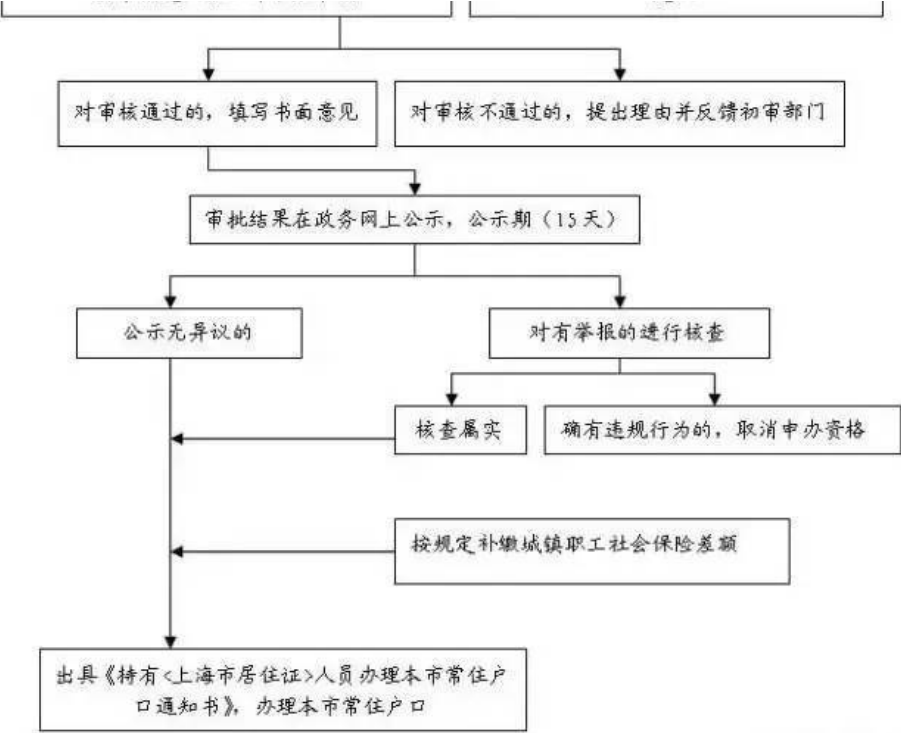 对审核通过的，填写书面意见
对审核不通过的，提出理由并反馈初审部门
审批结果在政务网上公示，公示期（15天）
公示无异议的
对有举报的进行核查
核查属实
确有违规行为的，取消申办资格
按规定补缴城镇职工社会保险差额
出具《持有<上海市居住证>人员办理本市常住户
口通知书》，办理本市常住户口